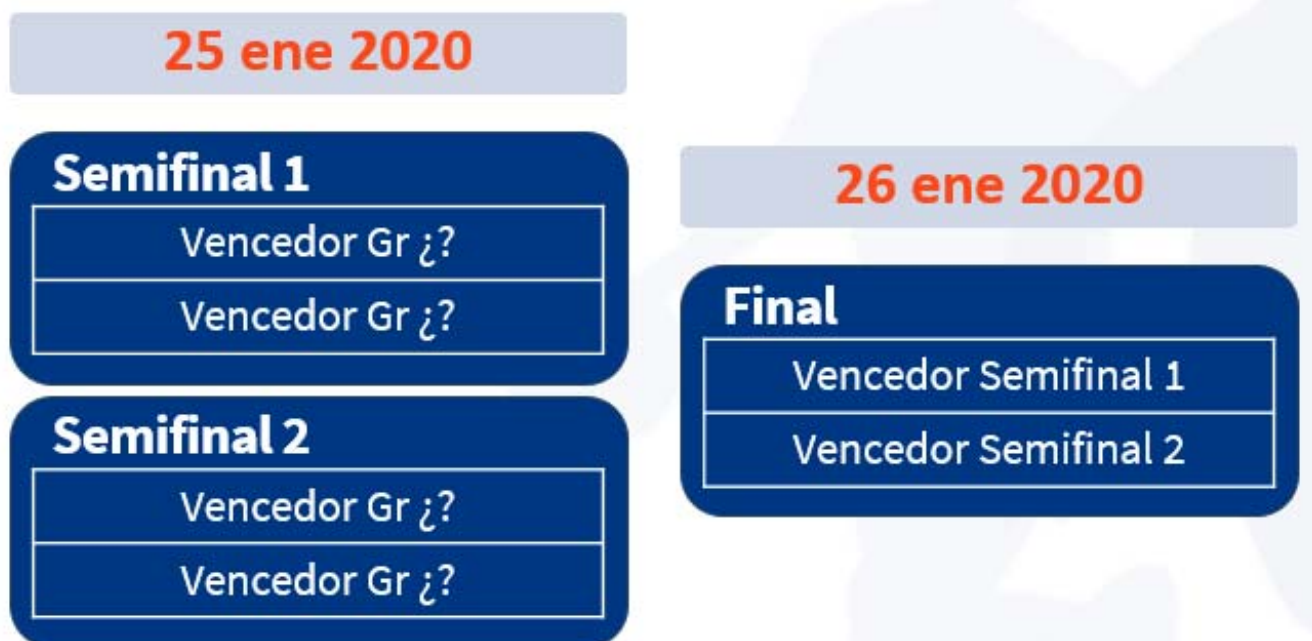 25 ene 2020
Semifinal 1
Vencedor Gr ¿?
Vencedor Gr ¿?
Semifinal 2
Vencedor Gr ¿?
Vencedor Gr ¿?
26 ene 2020
Final
Vencedor Semifinal 1
Vencedor Semifinal 2